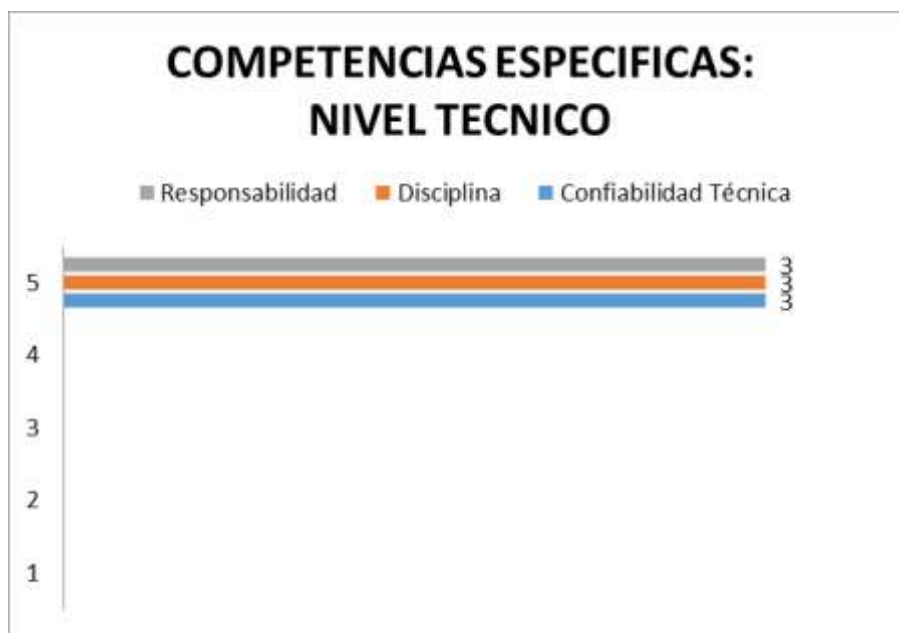 COMPETENCIAS ESPECIFICAS:
NIVEL TECNICO
Responsabilidad Disciplina Confiabilidad Técnica
5 3
3
3
4
3
2
1